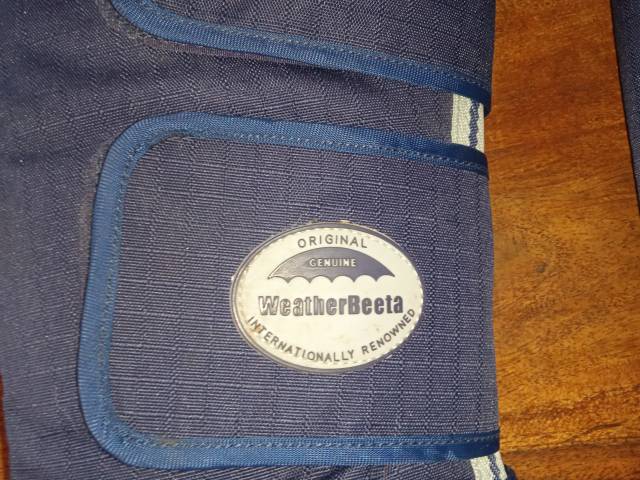 ORIGINAL
GENUINE
WeatherBeeta
INTERNATIONALLY RENOWNED